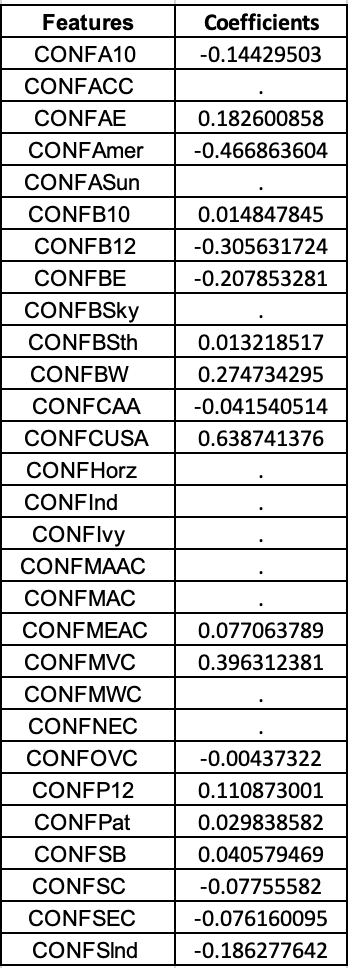 Features Coefficients
CONFA10 -0.14429503
CONFACC .
CONFAE 0.182600858
CONFAmer -0.466863604
CONFASun .
CONFB10 0.014847845
CONFB12 -0.305631724
CONFBE -0.207853281
CONFBSky .
CONFBSth 0.013218517
CONFBW 0.274734295
CONFCAA -0.041540514
CONFCUSA 0.638741376
CONFHorz .
CONFInd .
CONFIvy .
CONFMAAC .
CONFMAC .
CONFMEAC 0.077063789
CONFMVC 0.396312381
CONFMWC .
CONFNEC .
CONFOVC -0.00437322
CONFP12 0.110873001
CONFPat 0.029838582
CONFSB 0.040579469
CONFSC -0.07755582
CONFSEC -0.076160095
CONFSlnd -0.186277642